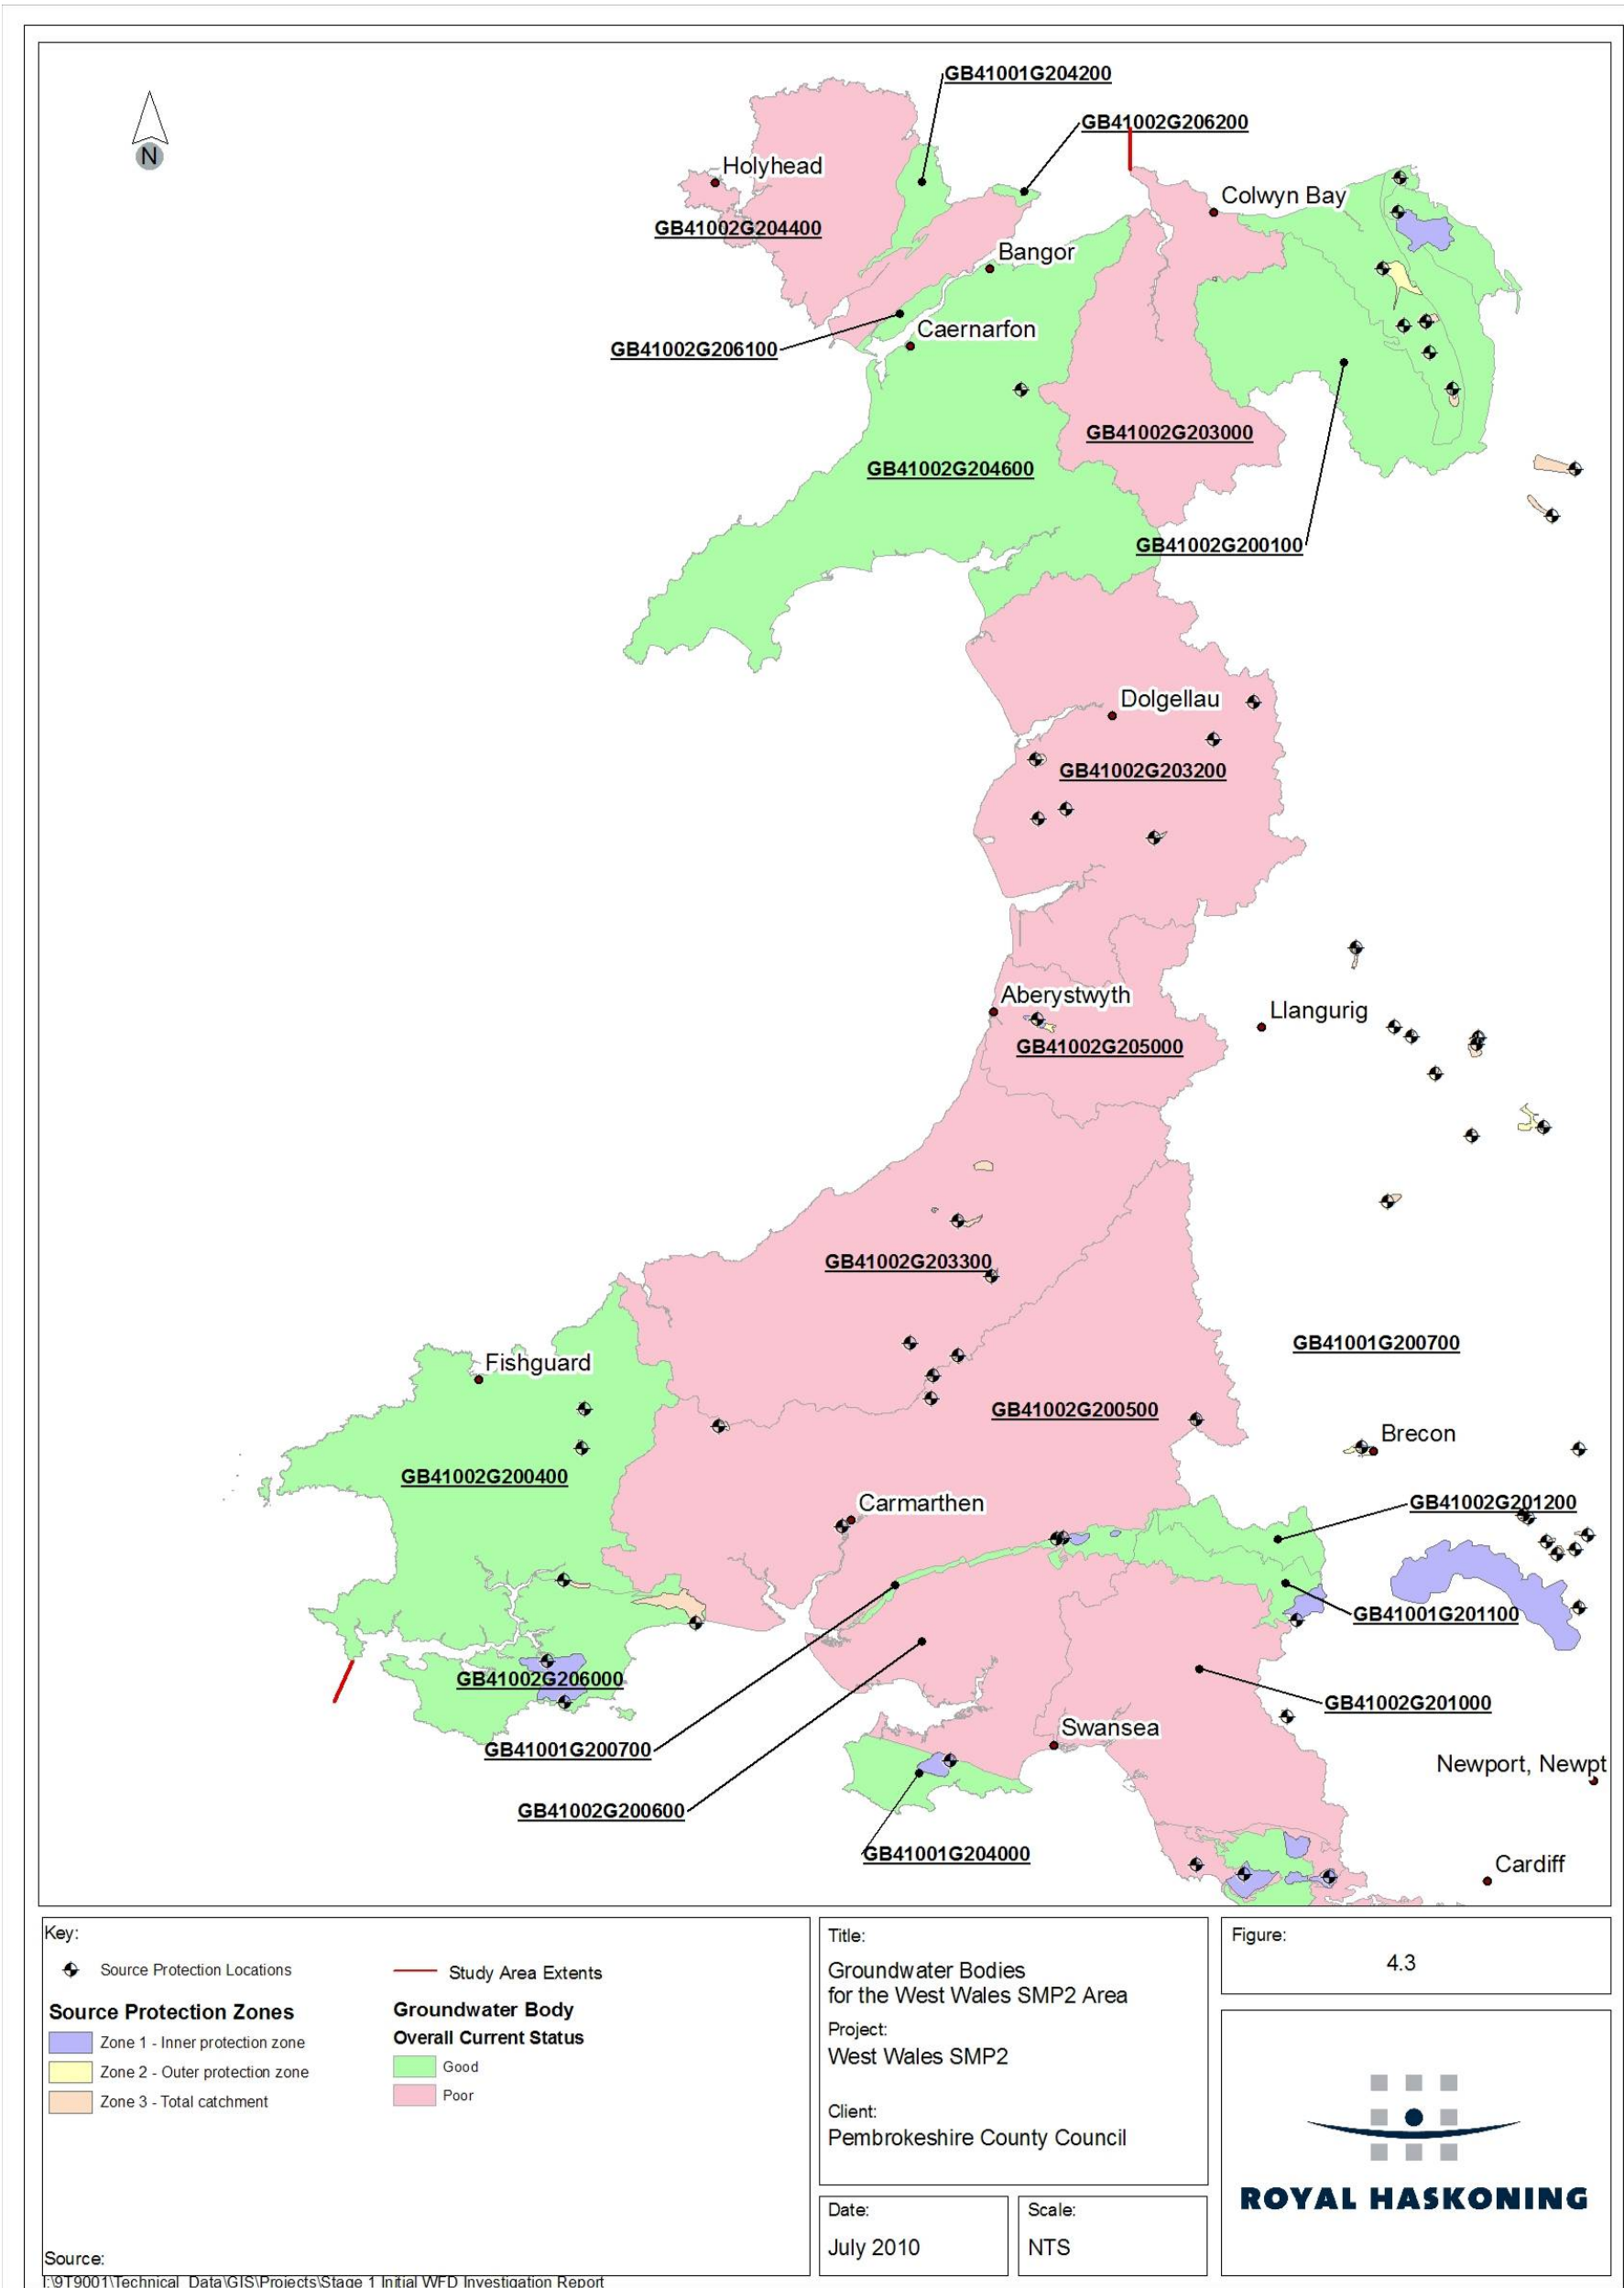 GB41001G204200
GB41002G206200
N
Holyhead
Colwyn Bay
GB41002G204400
Bangor
Caernarfon
GB41002G206100
GB41002G203000
GB41002G204600
GB41002G200100
Dolgellau
GB41002G203200
Aberystwyth
Llangurig
GB41002G205000
GB41002G203300
GB41001G200700
Fishguard
GB41002G200500
Brecon
GB41002G200400
Carmarthen
GB41002G201200
GB41001G201100
GB41002G206000
GB41002G201000
Swansea
GB41001G200700
Newport, Newpt
GB41002G200600
GB41001G204000
Cardiff
Key:
Source Protection Locations
Study Area Extents
Source Protection Zones
Zone 1 - Inner protection zone
Zone 2 - Outer protection zone
Zone 3 - Total catchment
Groundwater Body
Overall Current Status
Good
Poor
Source:
I:\9T9001\Technical_Data\GIS\Projects\Stage 1 Initial WFD Investigation Report
Title:
Groundwater Bodies
for the West Wales SMP2 Area
Project:
West Wales SMP2
Client:
Pembrokeshire County Council
Date:
July 2010
Scale:
NTS
Figure:
4.3
ROYAL HASKONING